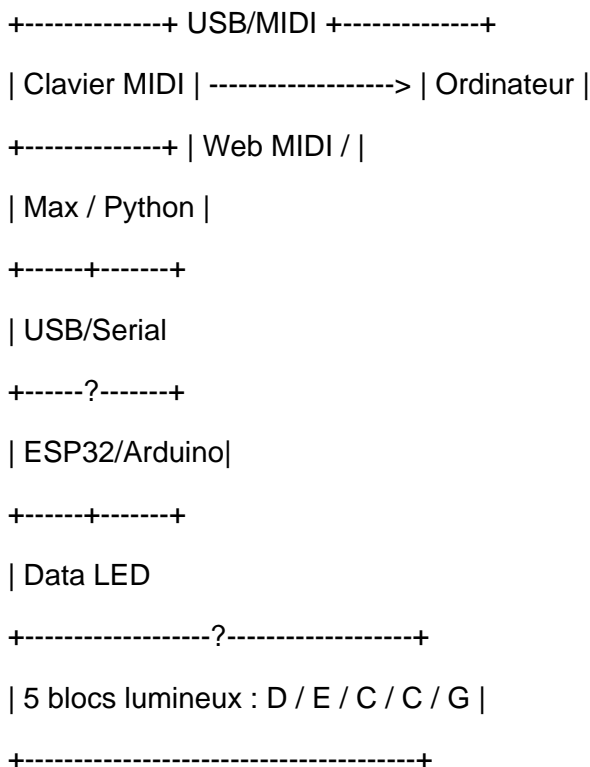 +--------------+ USB/MIDI +--------------+
| Clavier MIDI | -------------------> | Ordinateur |
+--------------+ | Web MIDI / |
| Max / Python |
+------+-------+
| USB/Serial
+------?-------+
| ESP32/Arduino|
+------+-------+
| Data LED
+-------------------?-------------------+
| 5 blocs lumineux : D / E / C / C / G |
+---------------------------------------+